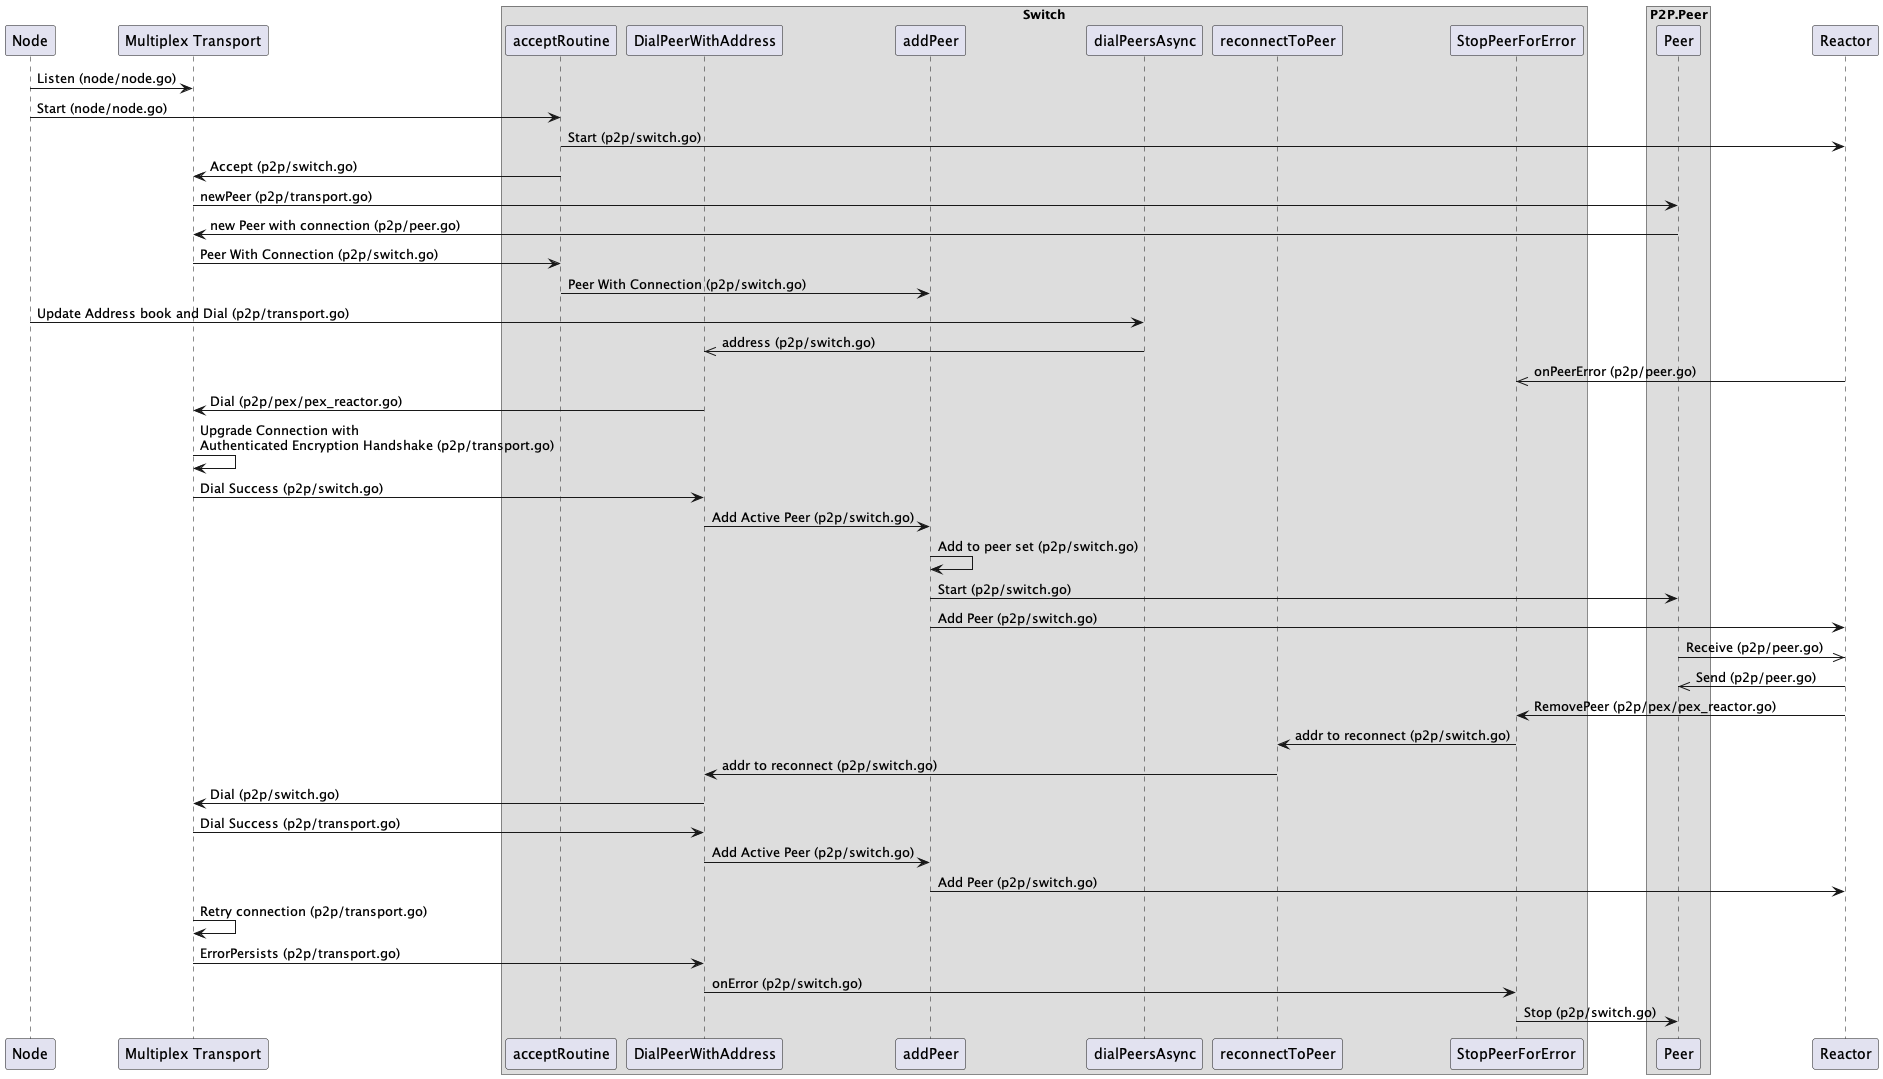 Switch
P2P.Peer
Node
Multiplex Transport
acceptRoutine
DialPeerWithAddress
addPeer
dialPeersAsync
reconnectToPeer
StopPeerForError
Peer
Reactor
Listen (node/node.go)
Start (node/node.go)
Start (p2p/switch.go)
Accept (p2p/switch.go)
newPeer (p2p/transport.go)
new Peer with connection (p2p/peer.go)
Peer With Connection (p2p/switch.go)
Peer With Connection (p2p/switch.go)
Update Address book and Dial (p2p/transport.go)
address (p2p/switch.go)
onPeerError (p2p/peer.go)
Dial (p2p/pex/pex_reactor.go)
Upgrade Connection with
Authenticated Encryption Handshake (p2p/transport.go)
Dial Success (p2p/switch.go)
Add Active Peer (p2p/switch.go)
Add to peer set (p2p/switch.go)
Start (p2p/switch.go)
Add Peer (p2p/switch.go)
Receive (p2p/peer.go)
Send (p2p/peer.go)
RemovePeer (p2p/pex/pex_reactor.go)
addr to reconnect (p2p/switch.go)
addr to reconnect (p2p/switch.go)
Dial (p2p/switch.go)
Dial Success (p2p/transport.go)
Add Active Peer (p2p/switch.go)
Add Peer (p2p/switch.go)
Retry connection (p2p/transport.go)
ErrorPersists (p2p/transport.go)
onError (p2p/switch.go)
Stop (p2p/switch.go)
Node
Multiplex Transport
acceptRoutine
DialPeerWithAddress
addPeer
dialPeersAsync
reconnectToPeer
StopPeerForError
Peer
Reactor